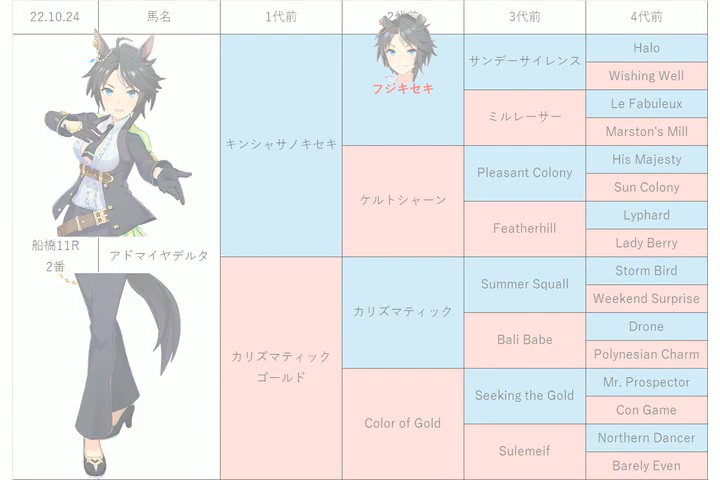 22.10.24
馬名
1代前
2代前
3代前
4代前
船橋11R
2番
アドマイヤデルタ
キンシャサノキセキ
カリズマティック
ゴールド
フジキセキ
ケルトシャーン
カリズマティック
Color of Gold
サンデーサイレンス
ミルレーサー
Pleasant Colony
Featherhill
Summer Squall
Bali Babe
Seeking the Gold
Sulemeif
Halo
Wishing Well
Le Fabuleux
Marston's Mill
His Majesty
Sun Colony
Lyphard
Lady Berry
Storm Bird
Weekend Surprise
Drone
Polynesian Charm
Mr. Prospector
Con Game
Northern Dancer
Barely Even